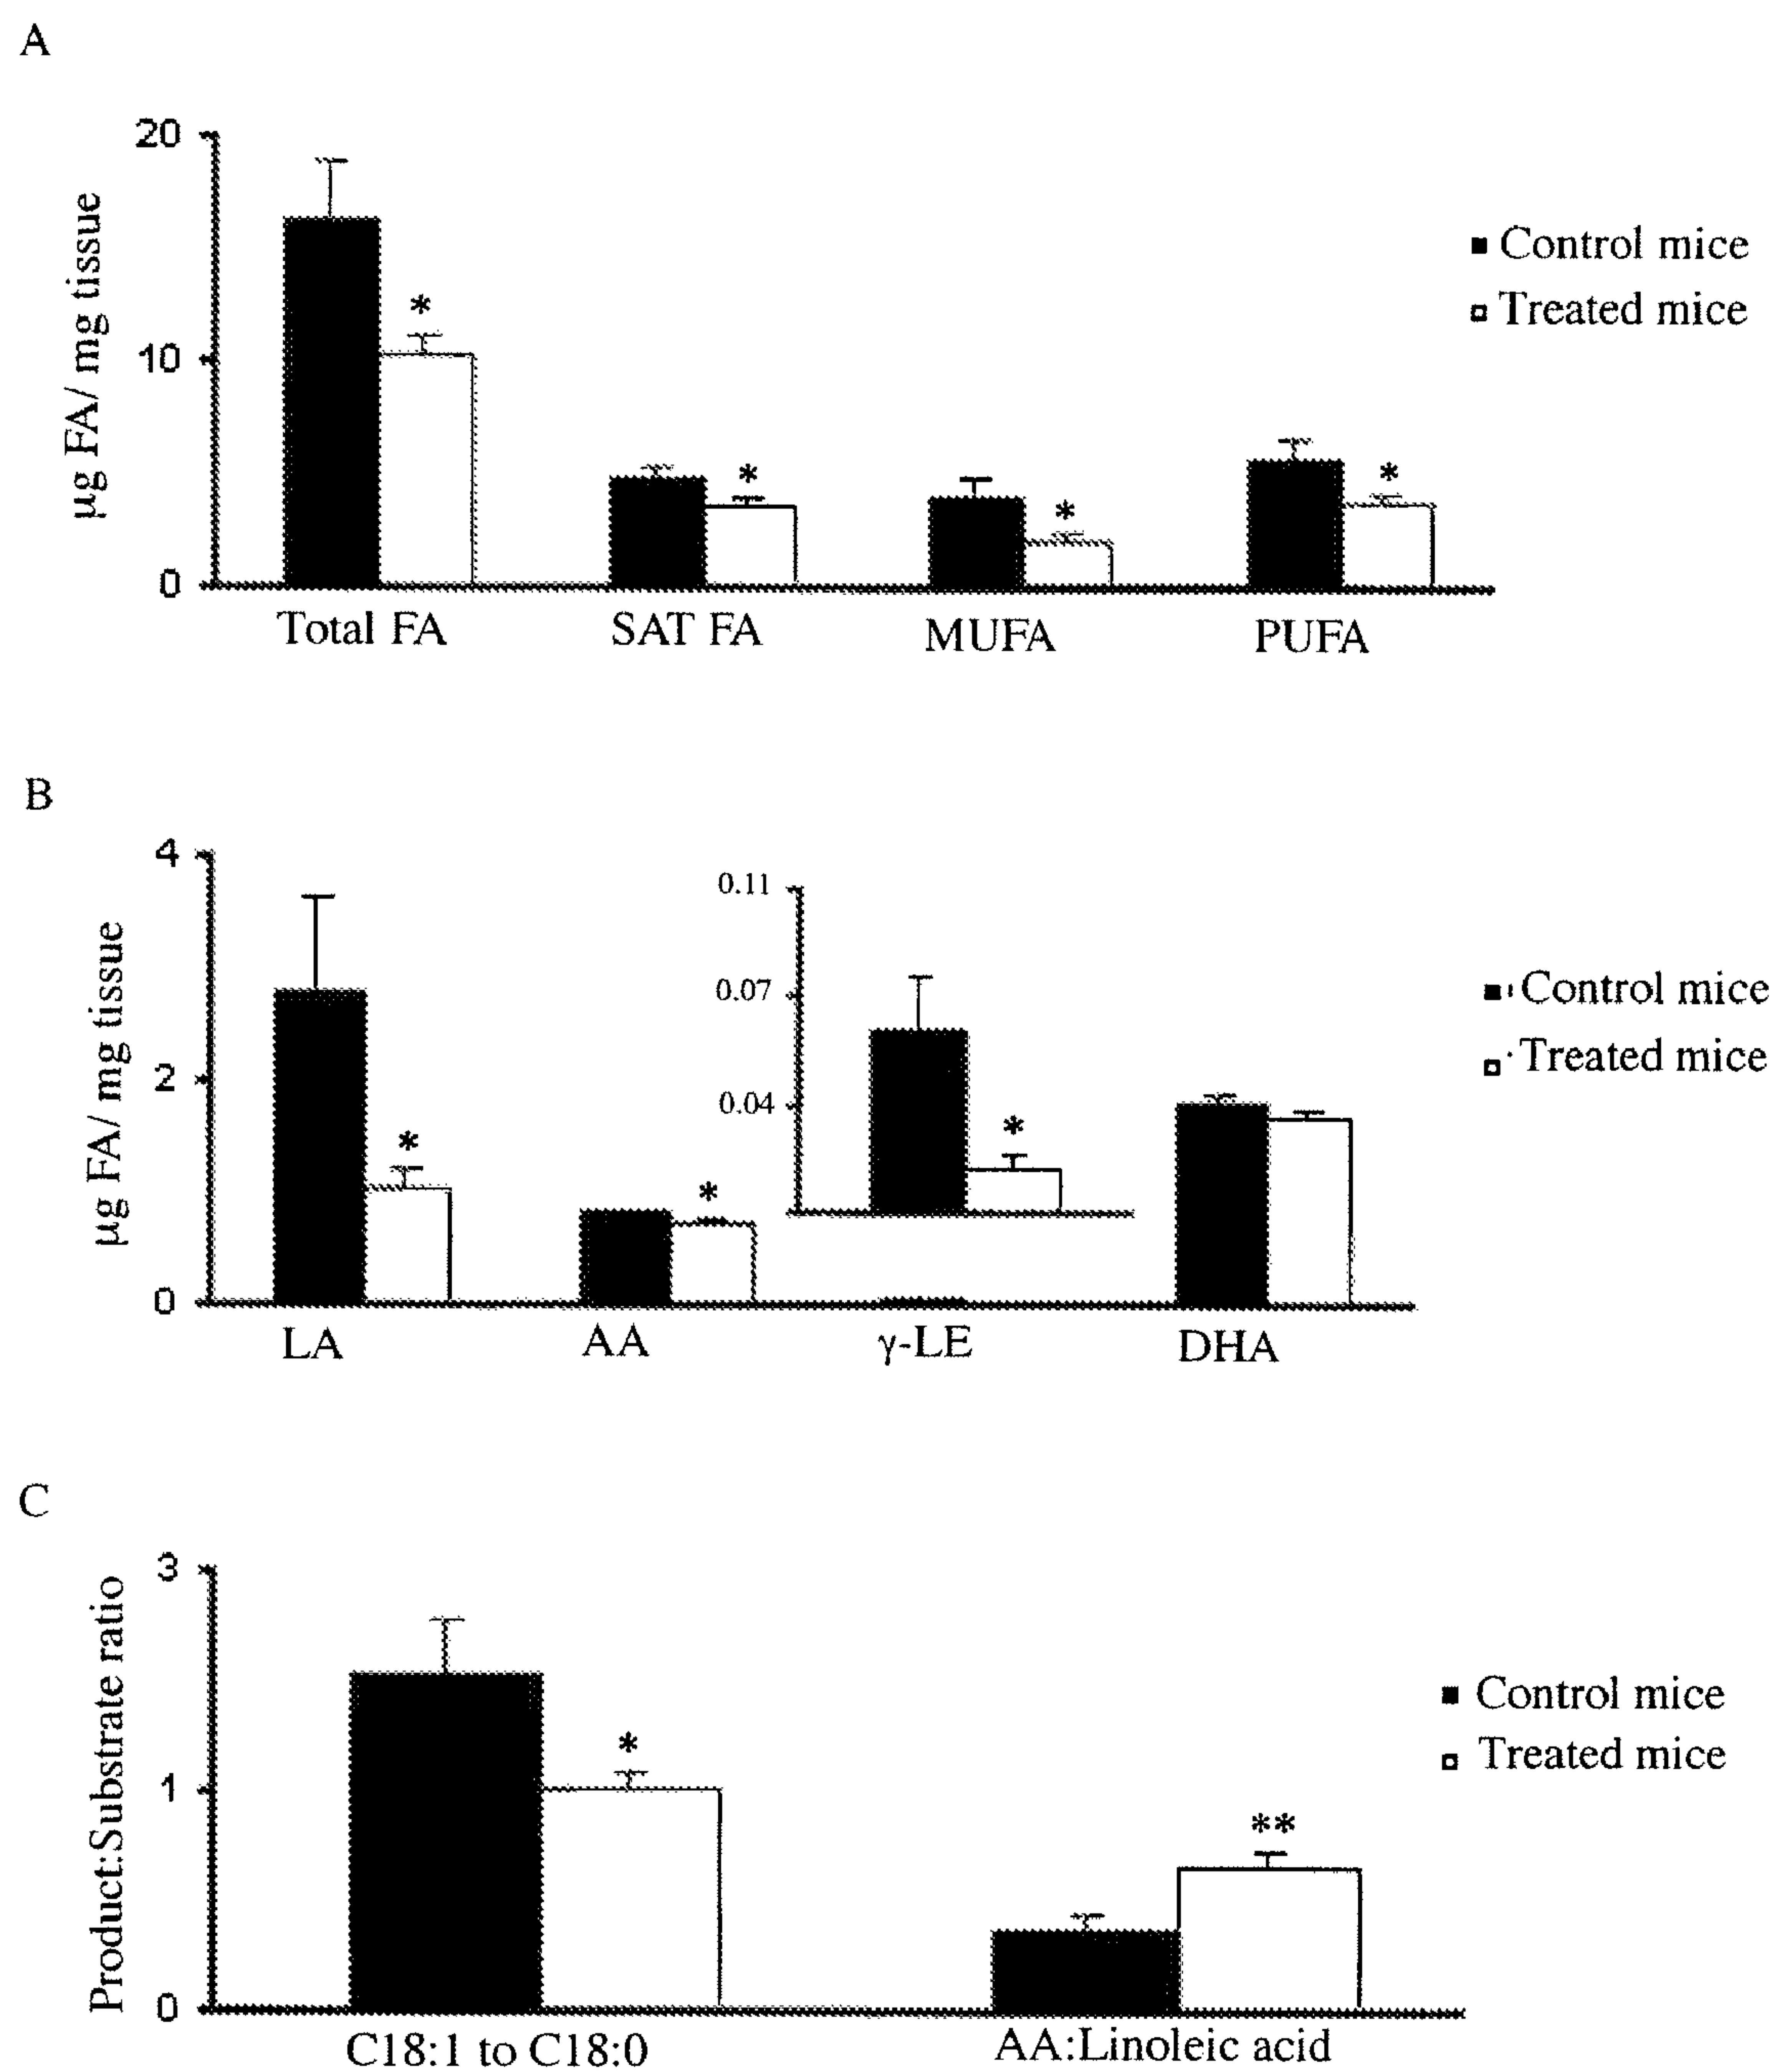 A
20
10
0
µg FA/ mg tissue
*
*
*
*
Total FA
SAT FA
MUFA
PUFA
Control mice
Treated mice
B
4
2
0
µg FA/ mg tissue
*
*
0.11
0.07
0.04
*
LA
AA
γ-LE
DHA
Control mice
Treated mice
C
3
1
0
Product:Substrate ratio
*
**
C18:1 to C18:0
AA:Linoleic acid
Control mice
Treated mice